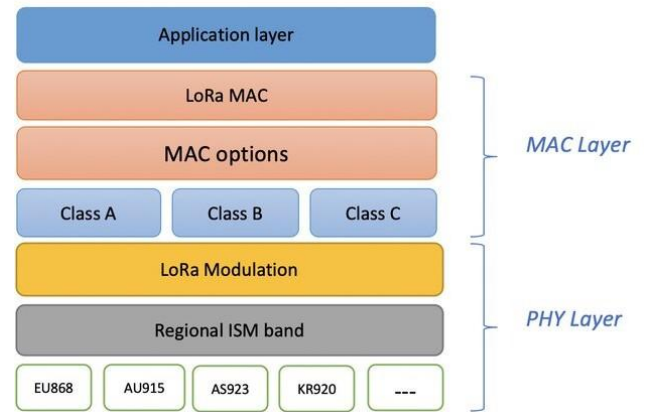 Application layer
LoRa MAC
MAC options
MAC Layer
Class A
Class B
Class C
LoRa Modulation
Regional ISM band
PHY Layer
EU868
AU915
AS923
KR920
---